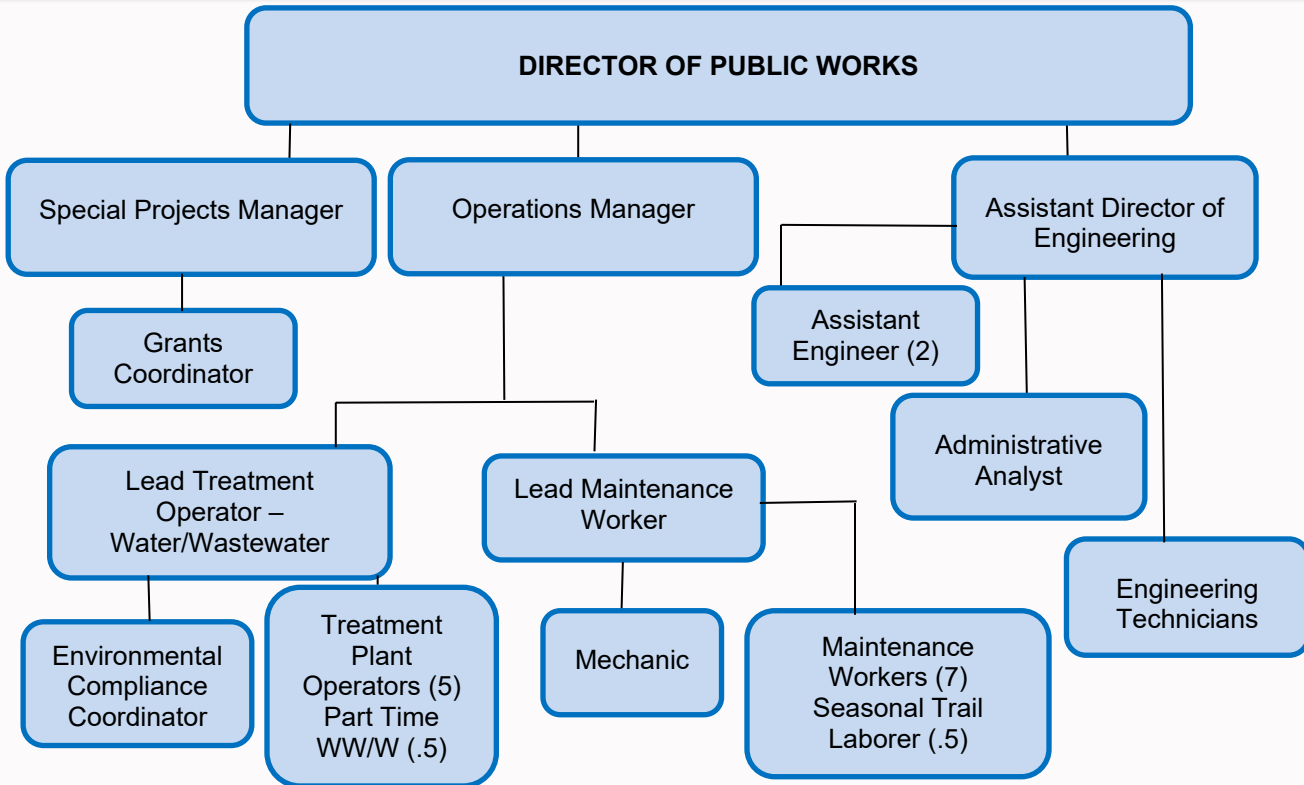 DIRECTOR OF PUBLIC WORKS
Special Projects Manager
Operations Manager
Assistant Director of
Engineering
Grants
Coordinator
Assistant
Engineer (2)
Administrative
Analyst
Engineering
Technicians
Lead Treatment
Operator –
Water/Wastewater
Lead Maintenance
Worker
Environmental
Compliance
Coordinator
Treatment
Plant
Operators (5)
Part Time
WW/W (.5)
Mechanic
Maintenance
Workers (7)
Seasonal Trail
Laborer (.5)